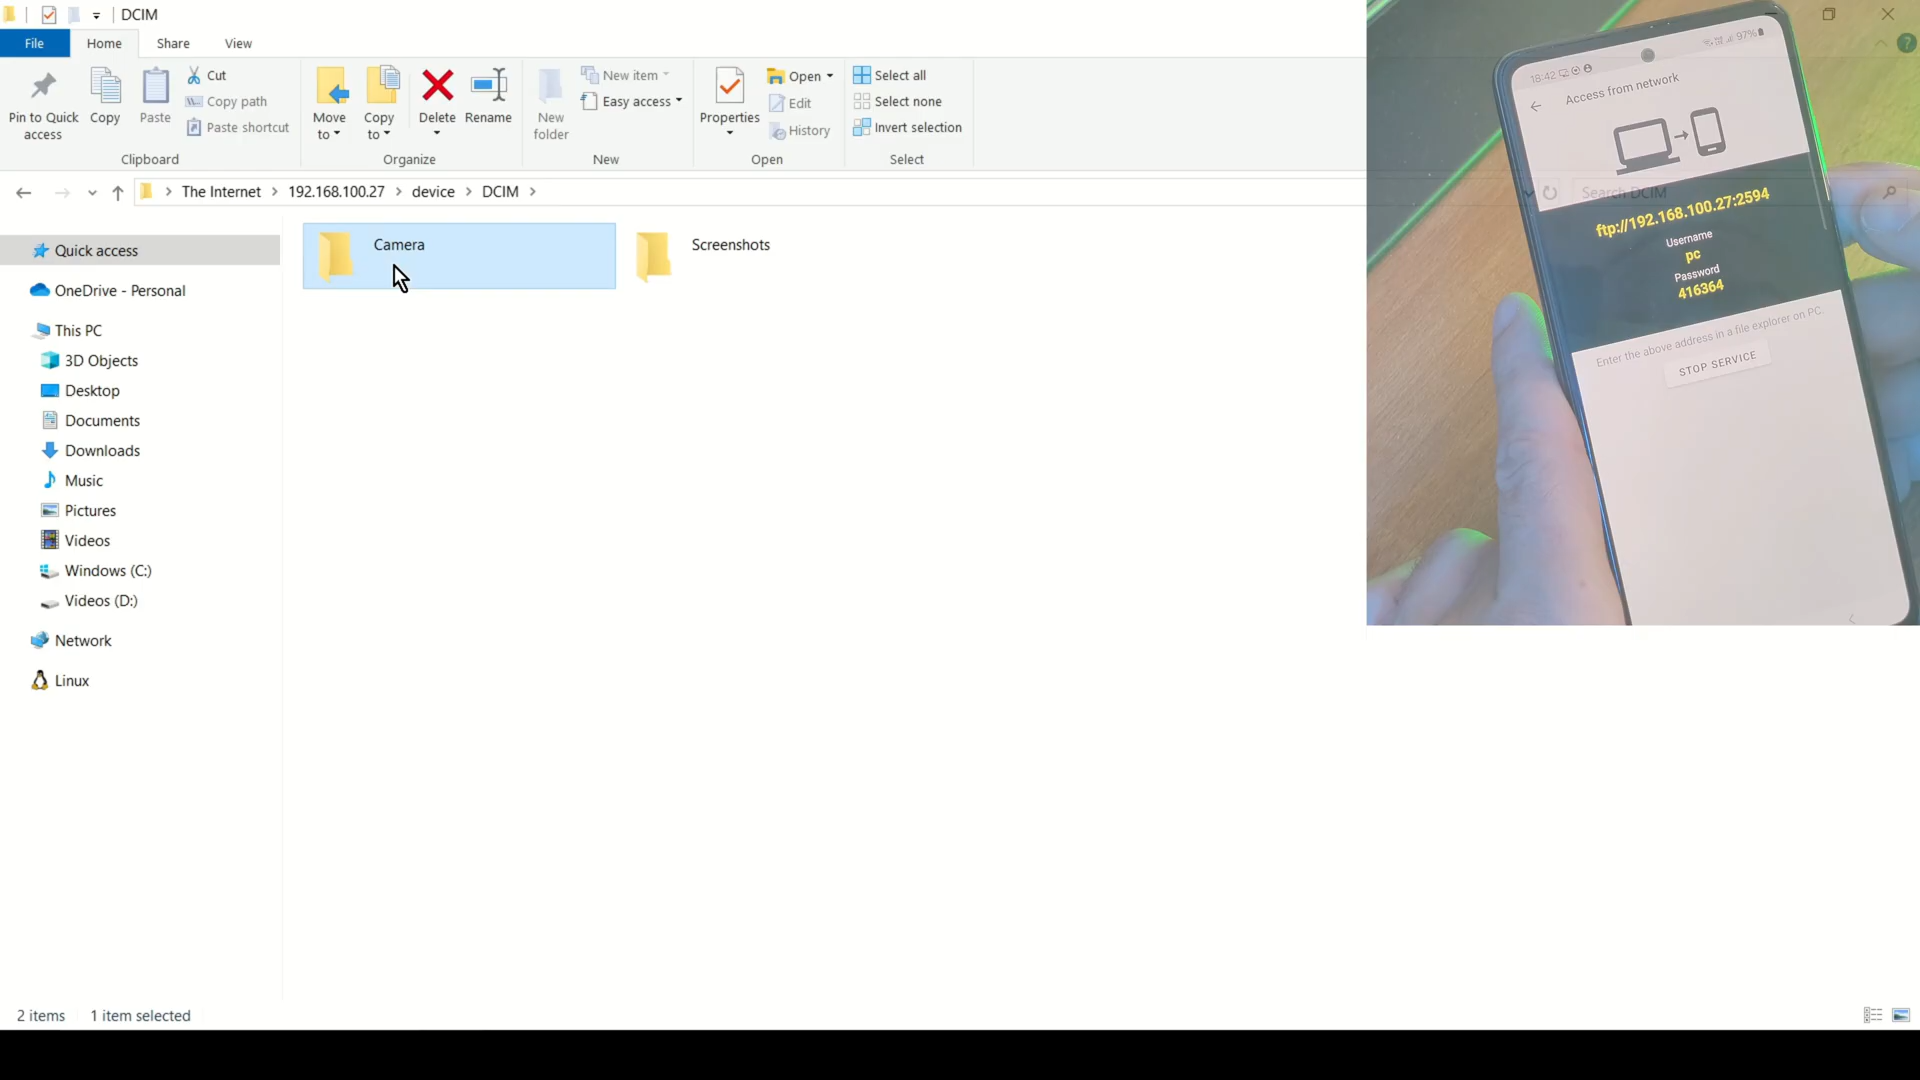 DCIM
File Home Share View
Pin to Quick access
Copy
Paste
Cut
Copy path
Paste shortcut
Clipboard
Move to
Copy to
Delete
Rename
Organize
New folder
New item
Easy access
New
Properties
Open
Edit
History
Open
Select all
Select none
Invert selection
Select
The Internet 192.168.100.27 device DCIM
Search DCIM
Quick access
OneDrive - Personal
This PC
3D Objects
Desktop
Documents
Downloads
Music
Pictures
Videos
Windows (C:)
Videos (D:)
Network
Linux
Camera
Screenshots
2 items 1 item selected
18:42 97%
Access from network
ftp://192.168.100.27:2594
Username
pc
Password
416364
Enter the above address in a file explorer on PC.
STOP SERVICE